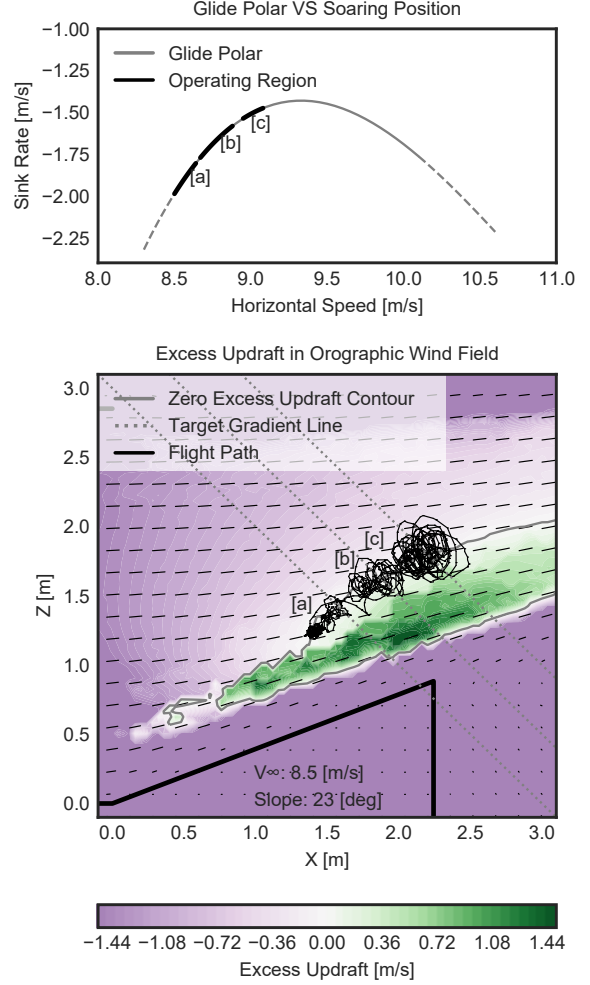 Glide Polar VS Soaring Position
−1.00
−1.25
−1.50
−1.75
−2.00
−2.25
Sink Rate [m/s]
Glide Polar
Operating Region
[c]
[b]
[a]
8.0 8.5 9.0 9.5 10.0 10.5 11.0
Horizontal Speed [m/s]
Excess Updraft in Orographic Wind Field
3.0
2.5
2.0
1.5
1.0
0.5
0.0
Z [m]
Zero Excess Updraft Contour
Target Gradient Line
Flight Path
[c]
[b]
[a]
V∞: 8.5 [m/s]
Slope: 23 [deg]
0.0 0.5 1.0 1.5 2.0 2.5 3.0
X [m]
−1.44 −1.08 −0.72 −0.36 0.00 0.36 0.72 1.08 1.44
Excess Updraft [m/s]